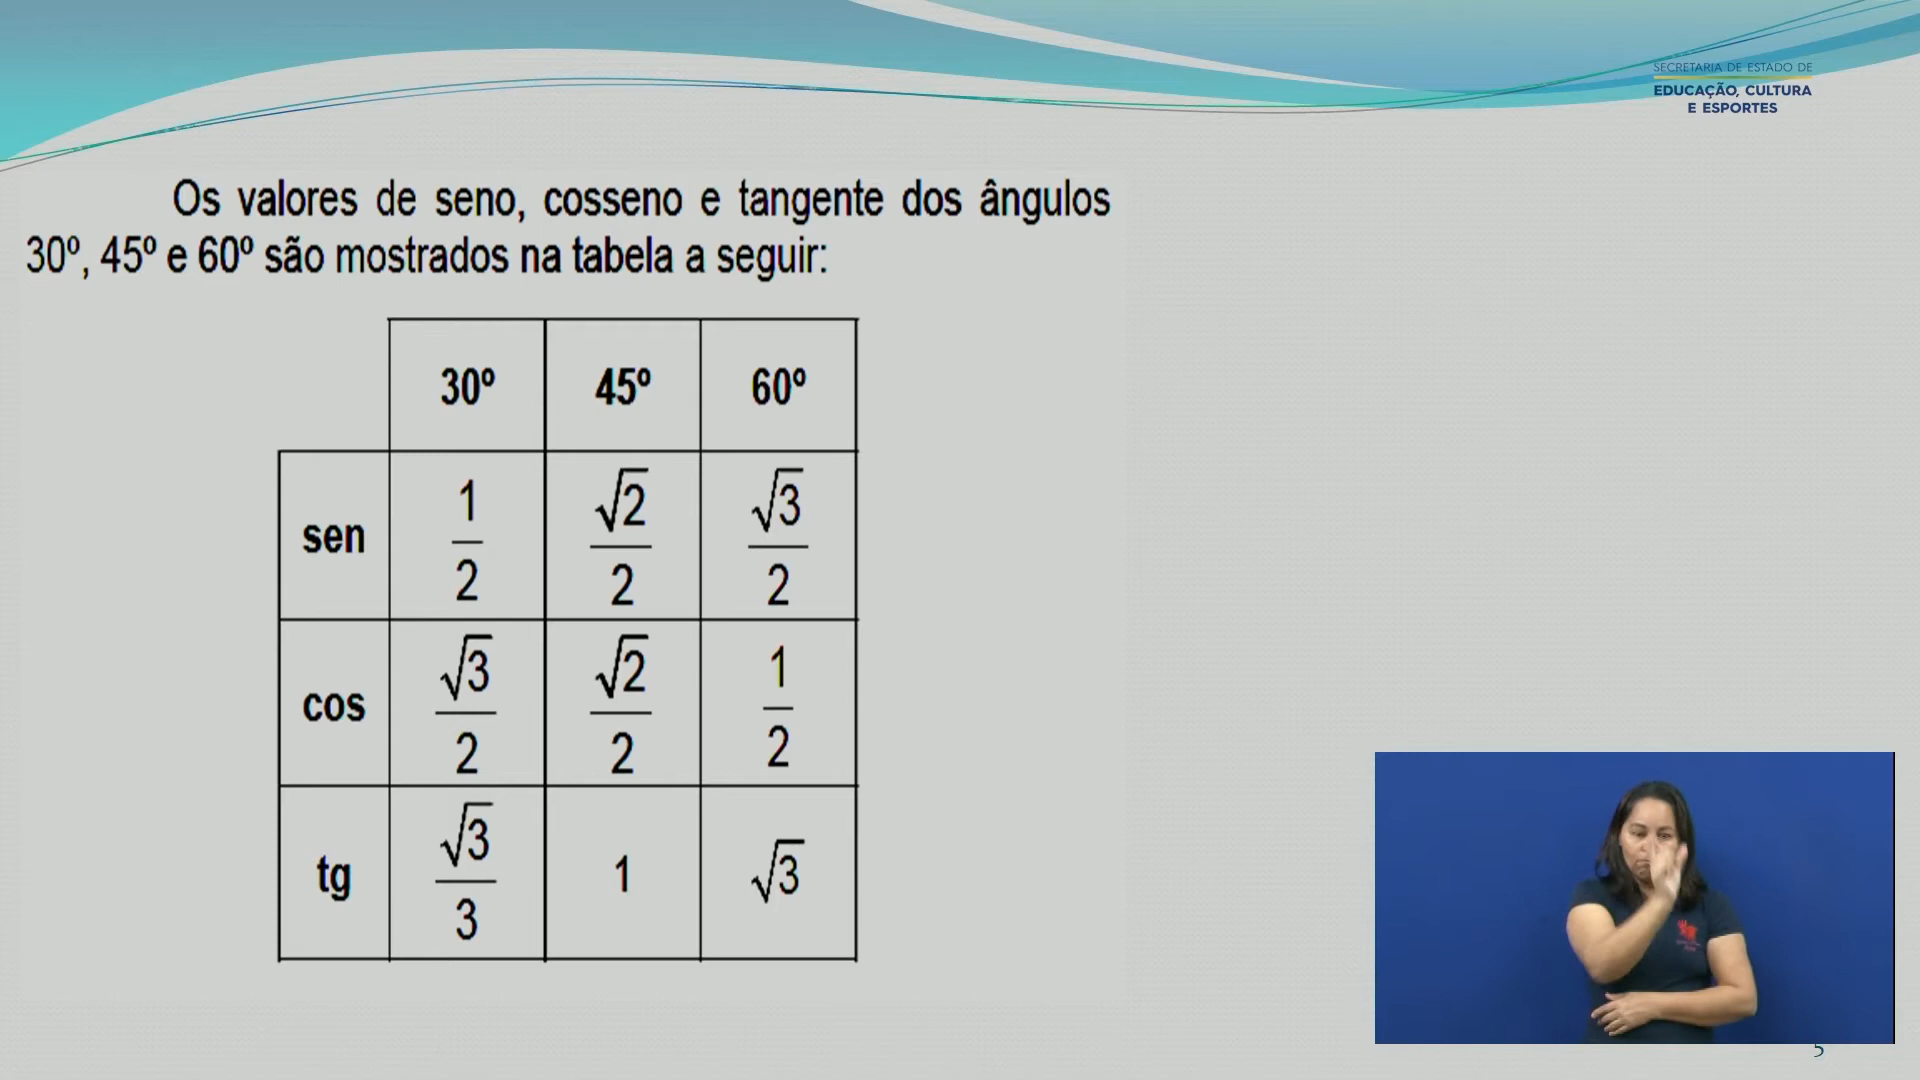 SECRETARIA DE ESTADO DE
EDUCAÇÃO, CULTURA
E ESPORTES
Os valores de seno, cosseno e tangente dos ângulos
30º, 45º e 60º são mostrados na tabela a seguir:
30º 45º 60º
sen 1/2 √2/2 √3/2
cos √3/2 √2/2 1/2
tg √3/3 1 √3
5